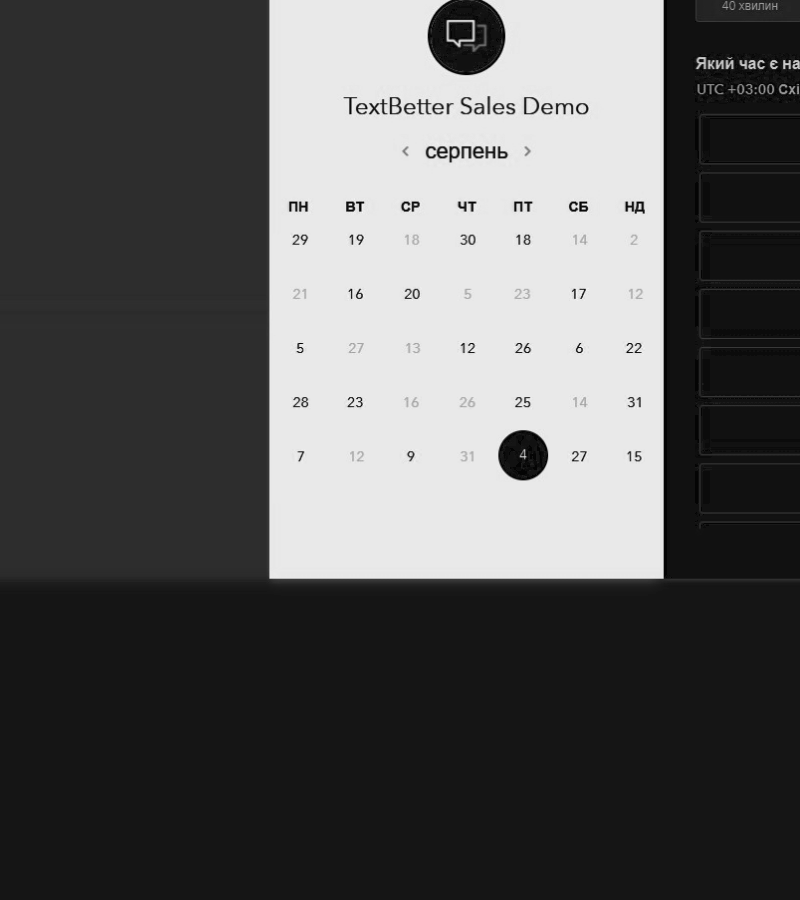 40 хвилин
TextBetter Sales Demo
серпень
ПН ВТ СР ЧТ ПТ СБ НД
29 19 18 30 18 14 2
21 16 20 5 23 17 12
5 27 13 12 26 6 22
28 23 16 26 25 14 31
7 12 9 31 4 27 15
Який час є на
UTC +03:00 Схі